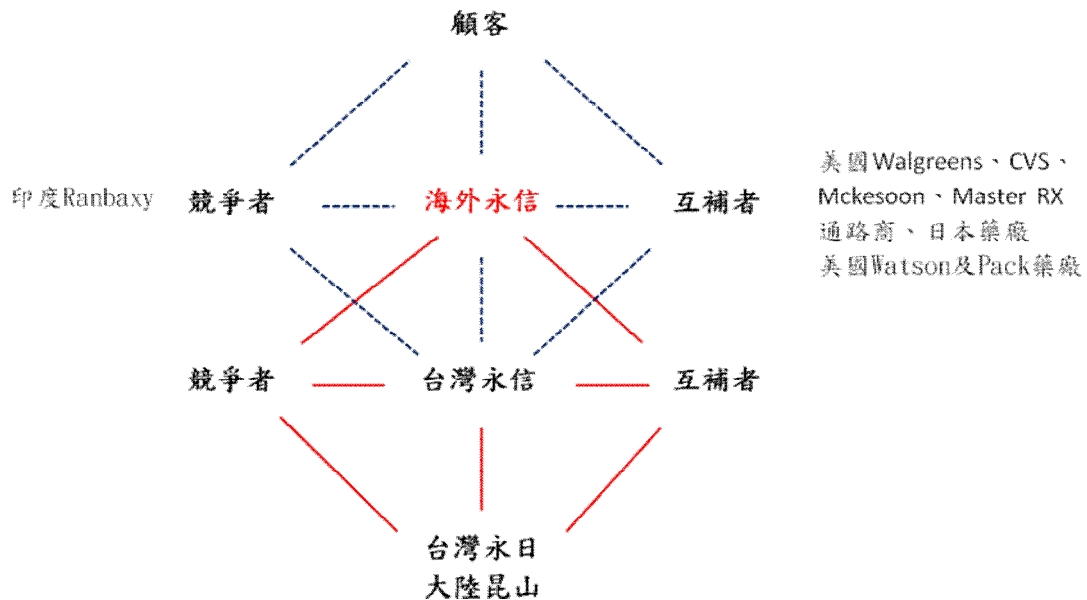 顧客
印度Ranbaxy
競爭者
海外永信
互補者
美國Walgreens、CVS、
Mckesoon、Master RX
通路商、日本藥廠
美國Watson及Pack藥廠
競爭者
台灣永信
互補者
台灣永日
大陸昆山